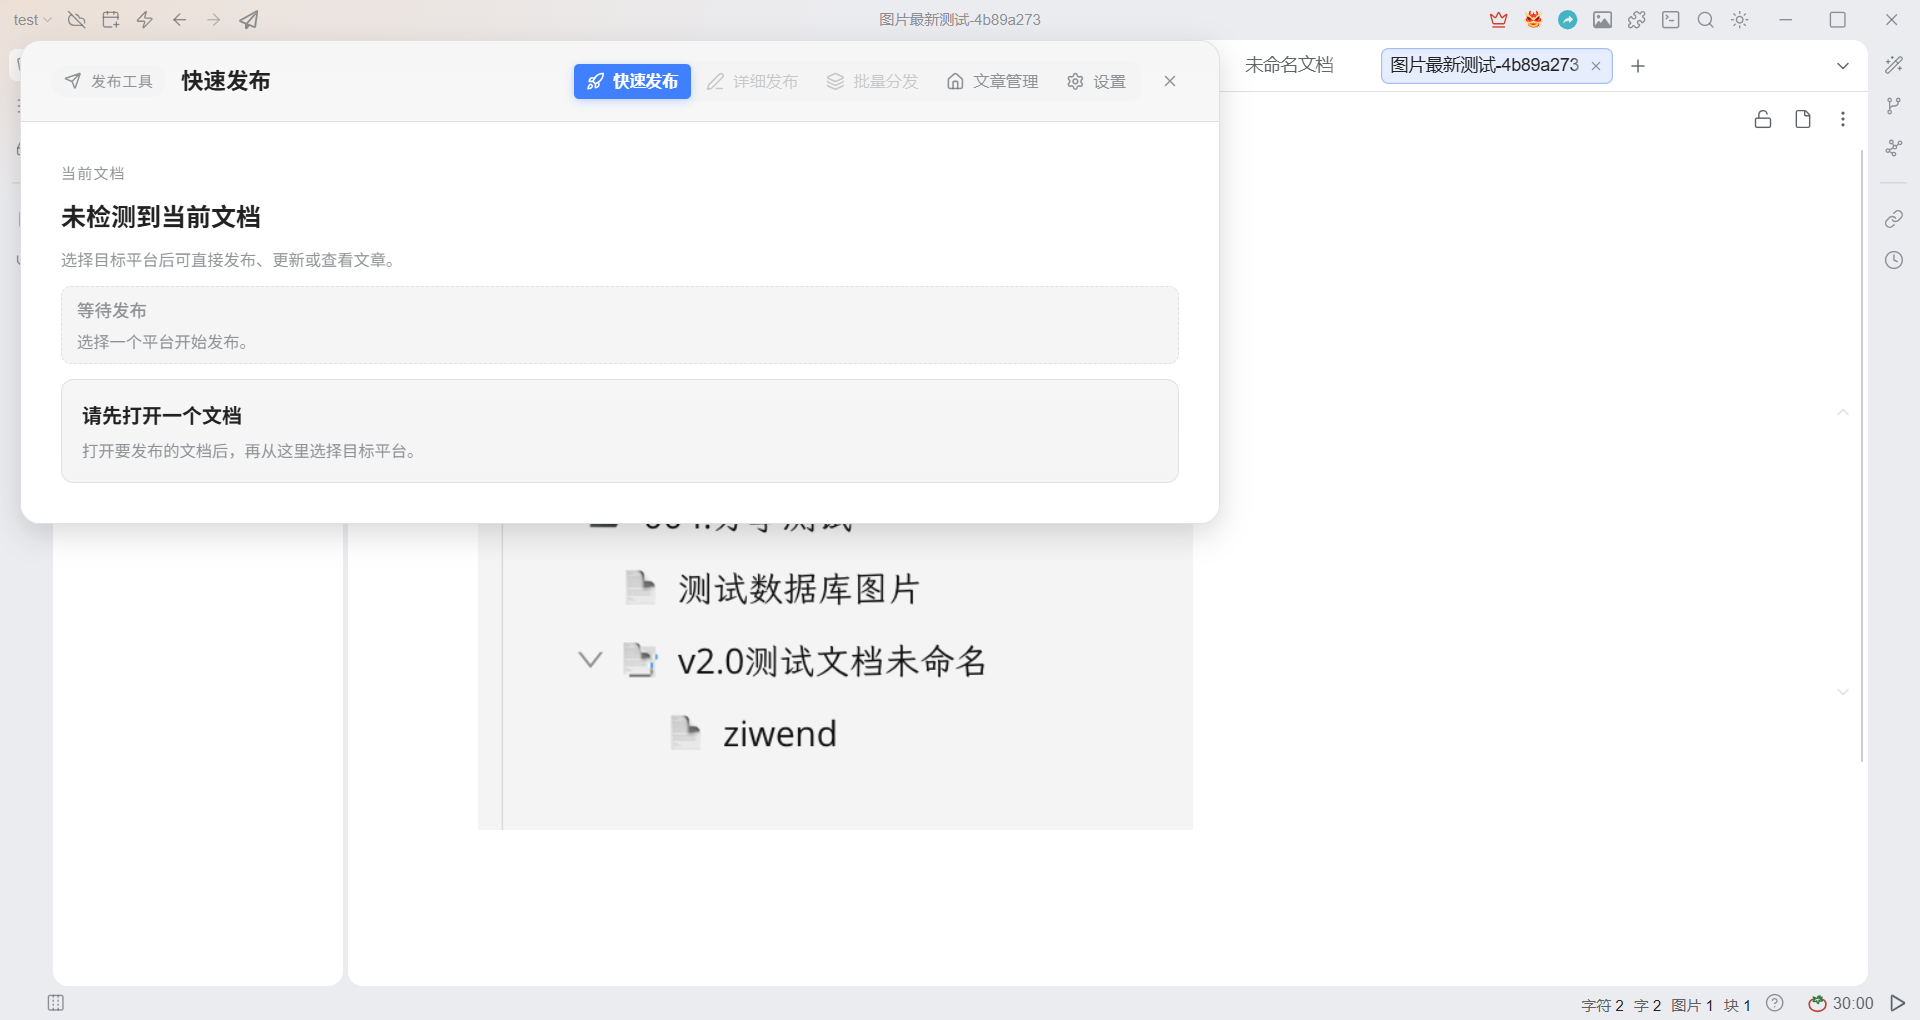 test
图片最新测试-4b89a273
发布工具
快速发布
快速发布
详细发布
批量分发
文章管理
设置
未命名文档
图片最新测试-4b89a273
当前文档
未检测到当前文档
选择目标平台后可直接发布、更新或查看文章。
等待发布
选择一个平台开始发布。
请先打开一个文档
打开要发布的文档后，再从这里选择目标平台。
测试数据库图片
v2.0测试文档未命名
ziwend
字符 2 字 2 图片 1 块 1
30:00